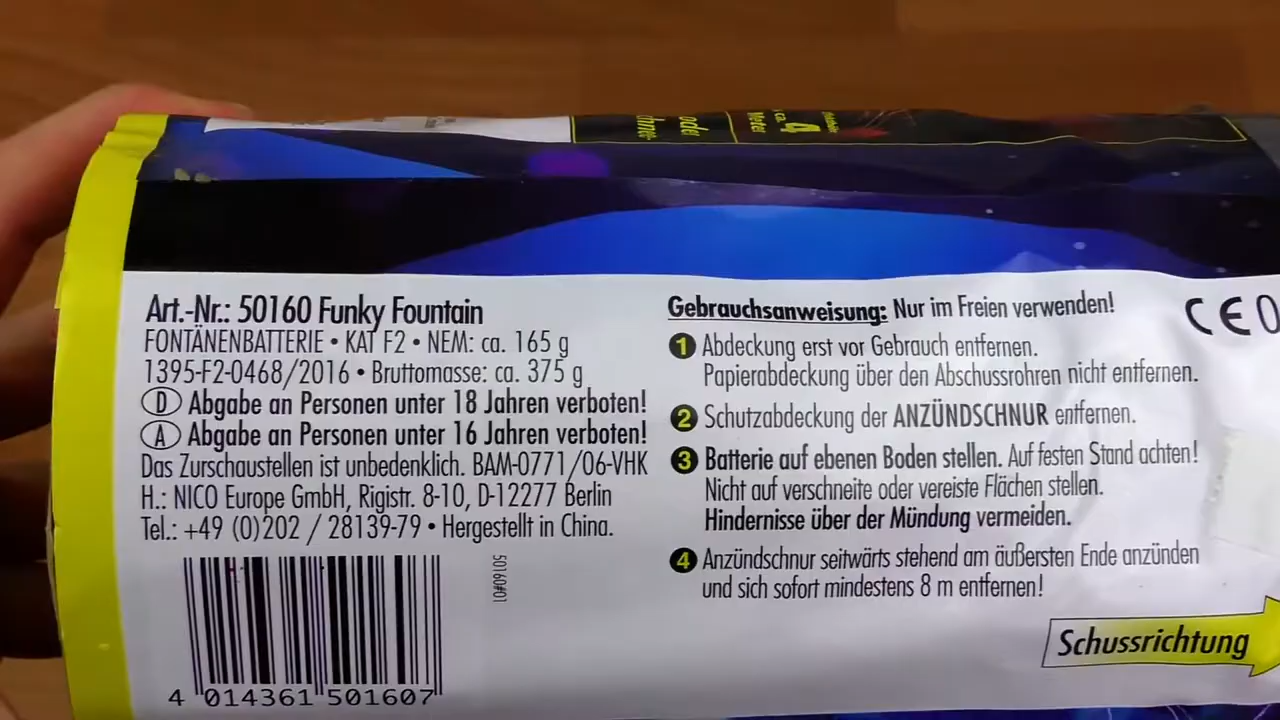 ode
ca.
Meter
Art.-Nr.: 50160 Funky Fountain
FONTÄNENBATTERIE • KAT F2 • NEM: ca. 165 g
1395-F2-0468/2016 • Bruttomasse: ca. 375 g
D Abgabe an Personen unter 18 Jahren verboten!
A Abgabe an Personen unter 16 Jahren verboten!
Das Zurschaustellen ist unbedenklich. BAM-0771/06-VHK
H.: NICO Europe GmbH, Rigistr. 8-10, D-12277 Berlin
Tel.: +49 (0)202 / 28139-79 • Hergestellt in China.
50160#01
4 014361 501607
Gebrauchsanweisung: Nur im Freien verwenden!
1 Abdeckung erst vor Gebrauch entfernen.
Papierabdeckung über den Abschussrohren nicht entfernen.
2 Schutzabdeckung der ANZÜNDSCHNUR entfernen.
3 Batterie auf ebenen Boden stellen. Auf festen Stand achten!
Nicht auf verschneite oder vereiste Flächen stellen.
Hindernisse über der Mündung vermeiden.
4 Anzündschnur seitwärts stehend am äußersten Ende anzünden
und sich sofort mindestens 8 m entfernen!
CE 0
Schussrichtung